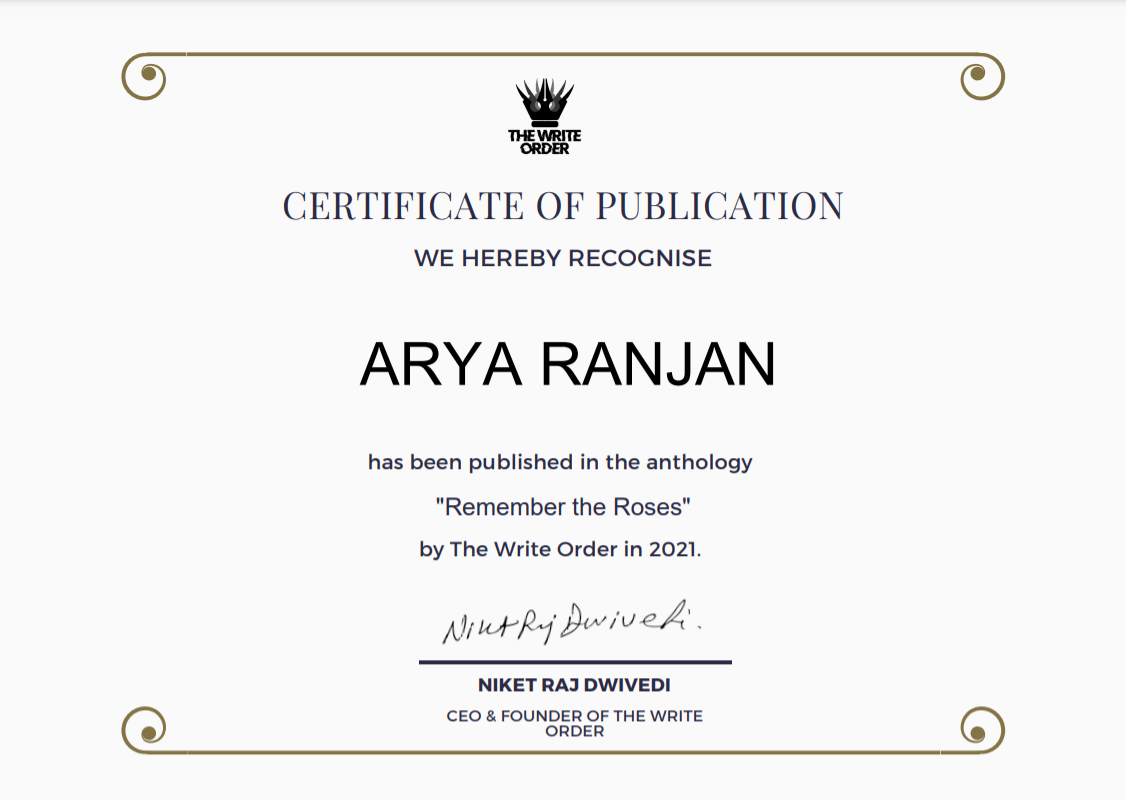 THE WRITE
ORDER
CERTIFICATE OF PUBLICATION
WE HEREBY RECOGNISE
ARYA RANJAN
has been published in the anthology
"Remember the Roses"
by The Write Order in 2021.
Niket Raj Dwivedi.
NIKET RAJ DWIVEDI
CEO & FOUNDER OF THE WRITE
ORDER